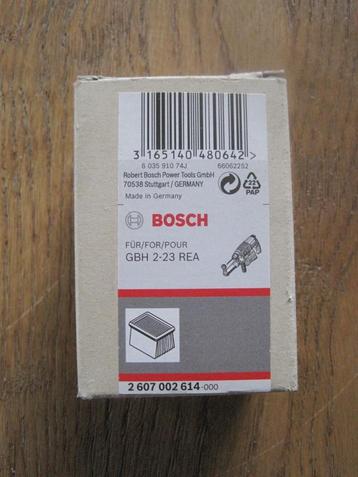 3 165140 480642 >
6 035 910 74J 66062252
Robert Bosch Power Tools GmbH
70538 Stuttgart / GERMANY
Made in Germany
PAP
BOSCH
FÜR/FOR/POUR
GBH 2-23 REA
2 607 002 614-000